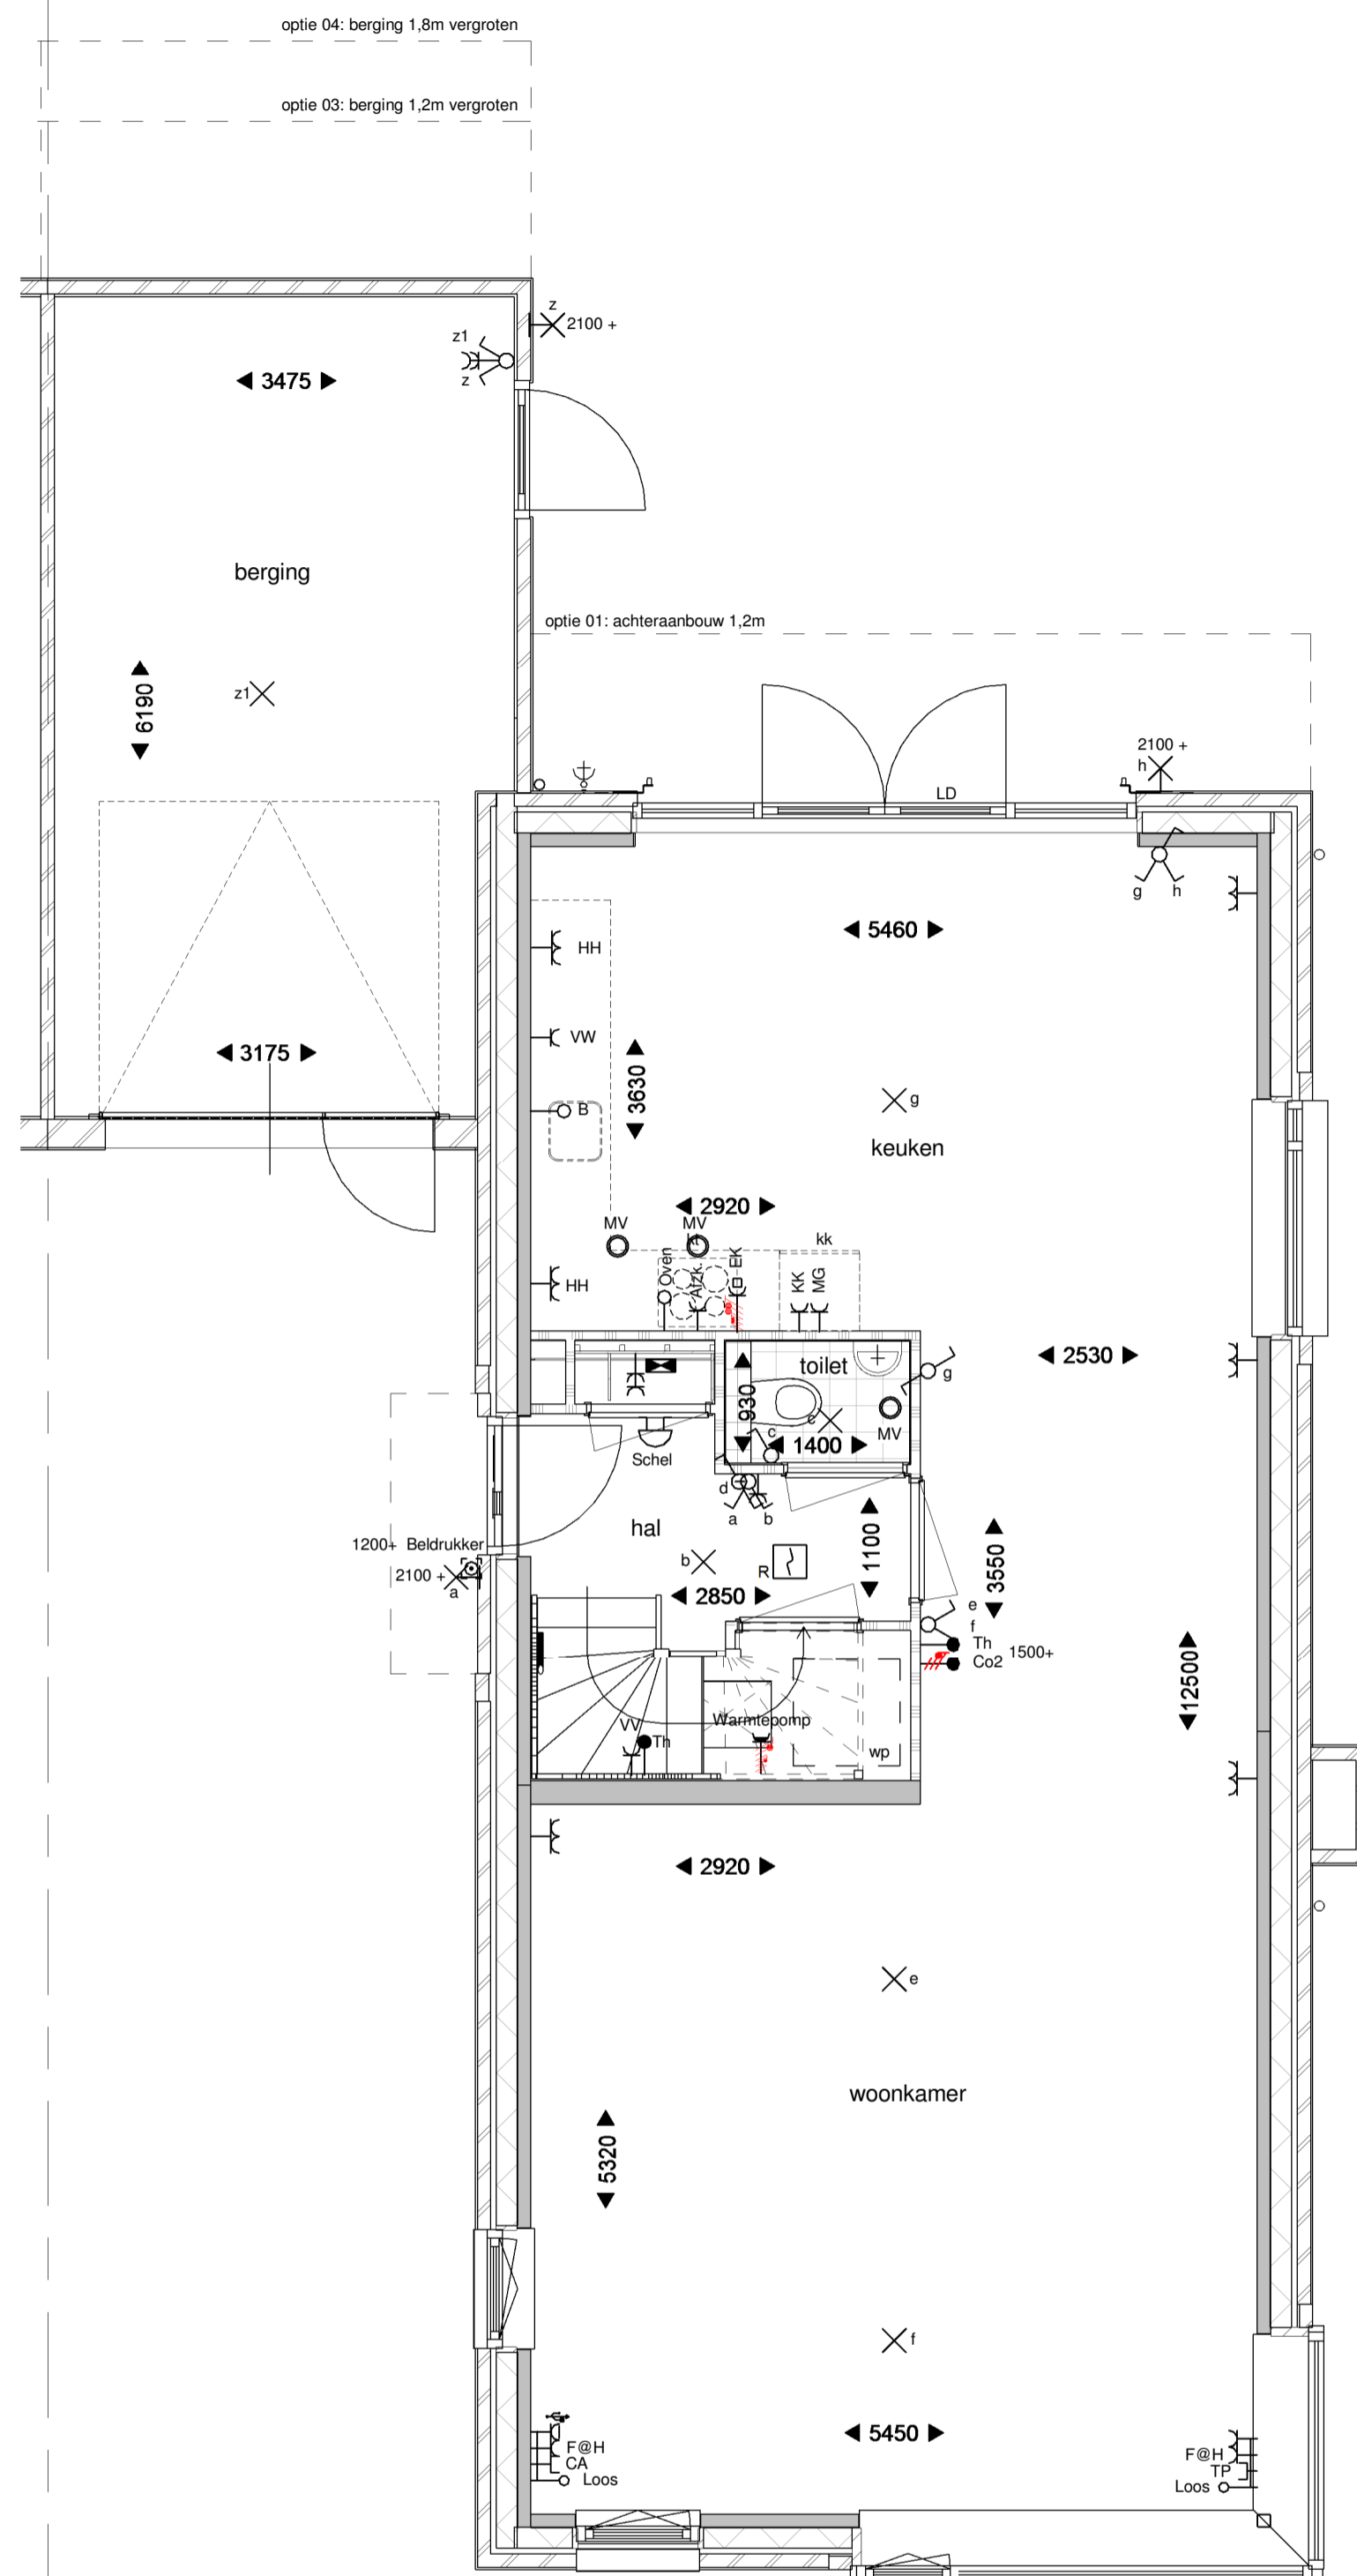 optie 04: berging 1,8m vergroten
optie 03: berging 1,2m vergroten
z
2100 +
z1
z
3475
berging
optie 01: achteraanbouw 1,2m
6190
z1
2100 +
h
LD
g
h
5460
HH
VW
3175
3630
B
g
keuken
2920
MV
MV
kk
Oven
Afzk.
EK
KK
MG
HH
toilet
2530
g
930
c
c
MV
1400
Schel
d
a
b
hal
1100
1200+ Beldrukker
2100 +
a
b
R
3550
2850
e
f
Th
1500+
Co2
12500
VV
Th
Warmtepomp
wp
2920
e
woonkamer
5320
f
5450
F@H
CA
Loos
F@H
TP
Loos